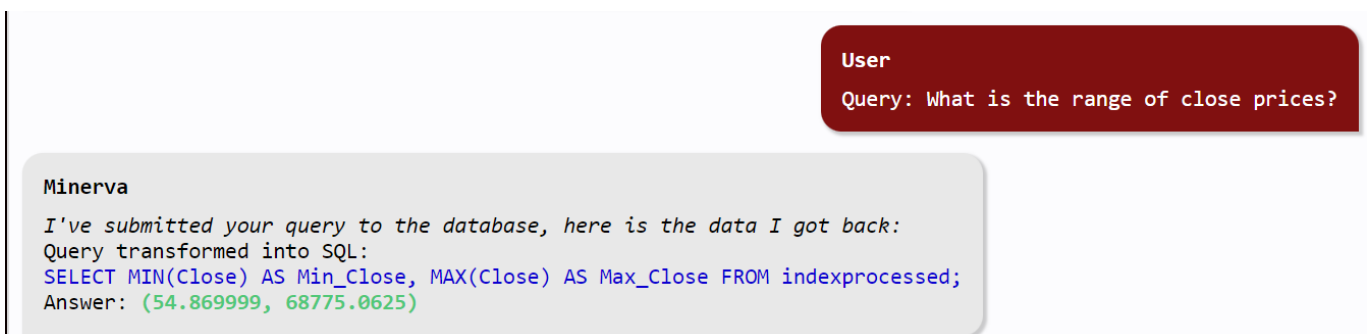 User
Query: What is the range of close prices?
Minerva
I've submitted your query to the database, here is the data I got back:
Query transformed into SQL:
SELECT MIN(Close) AS Min_Close, MAX(Close) AS Max_Close FROM indexprocessed;
Answer: (54.869999, 68775.0625)